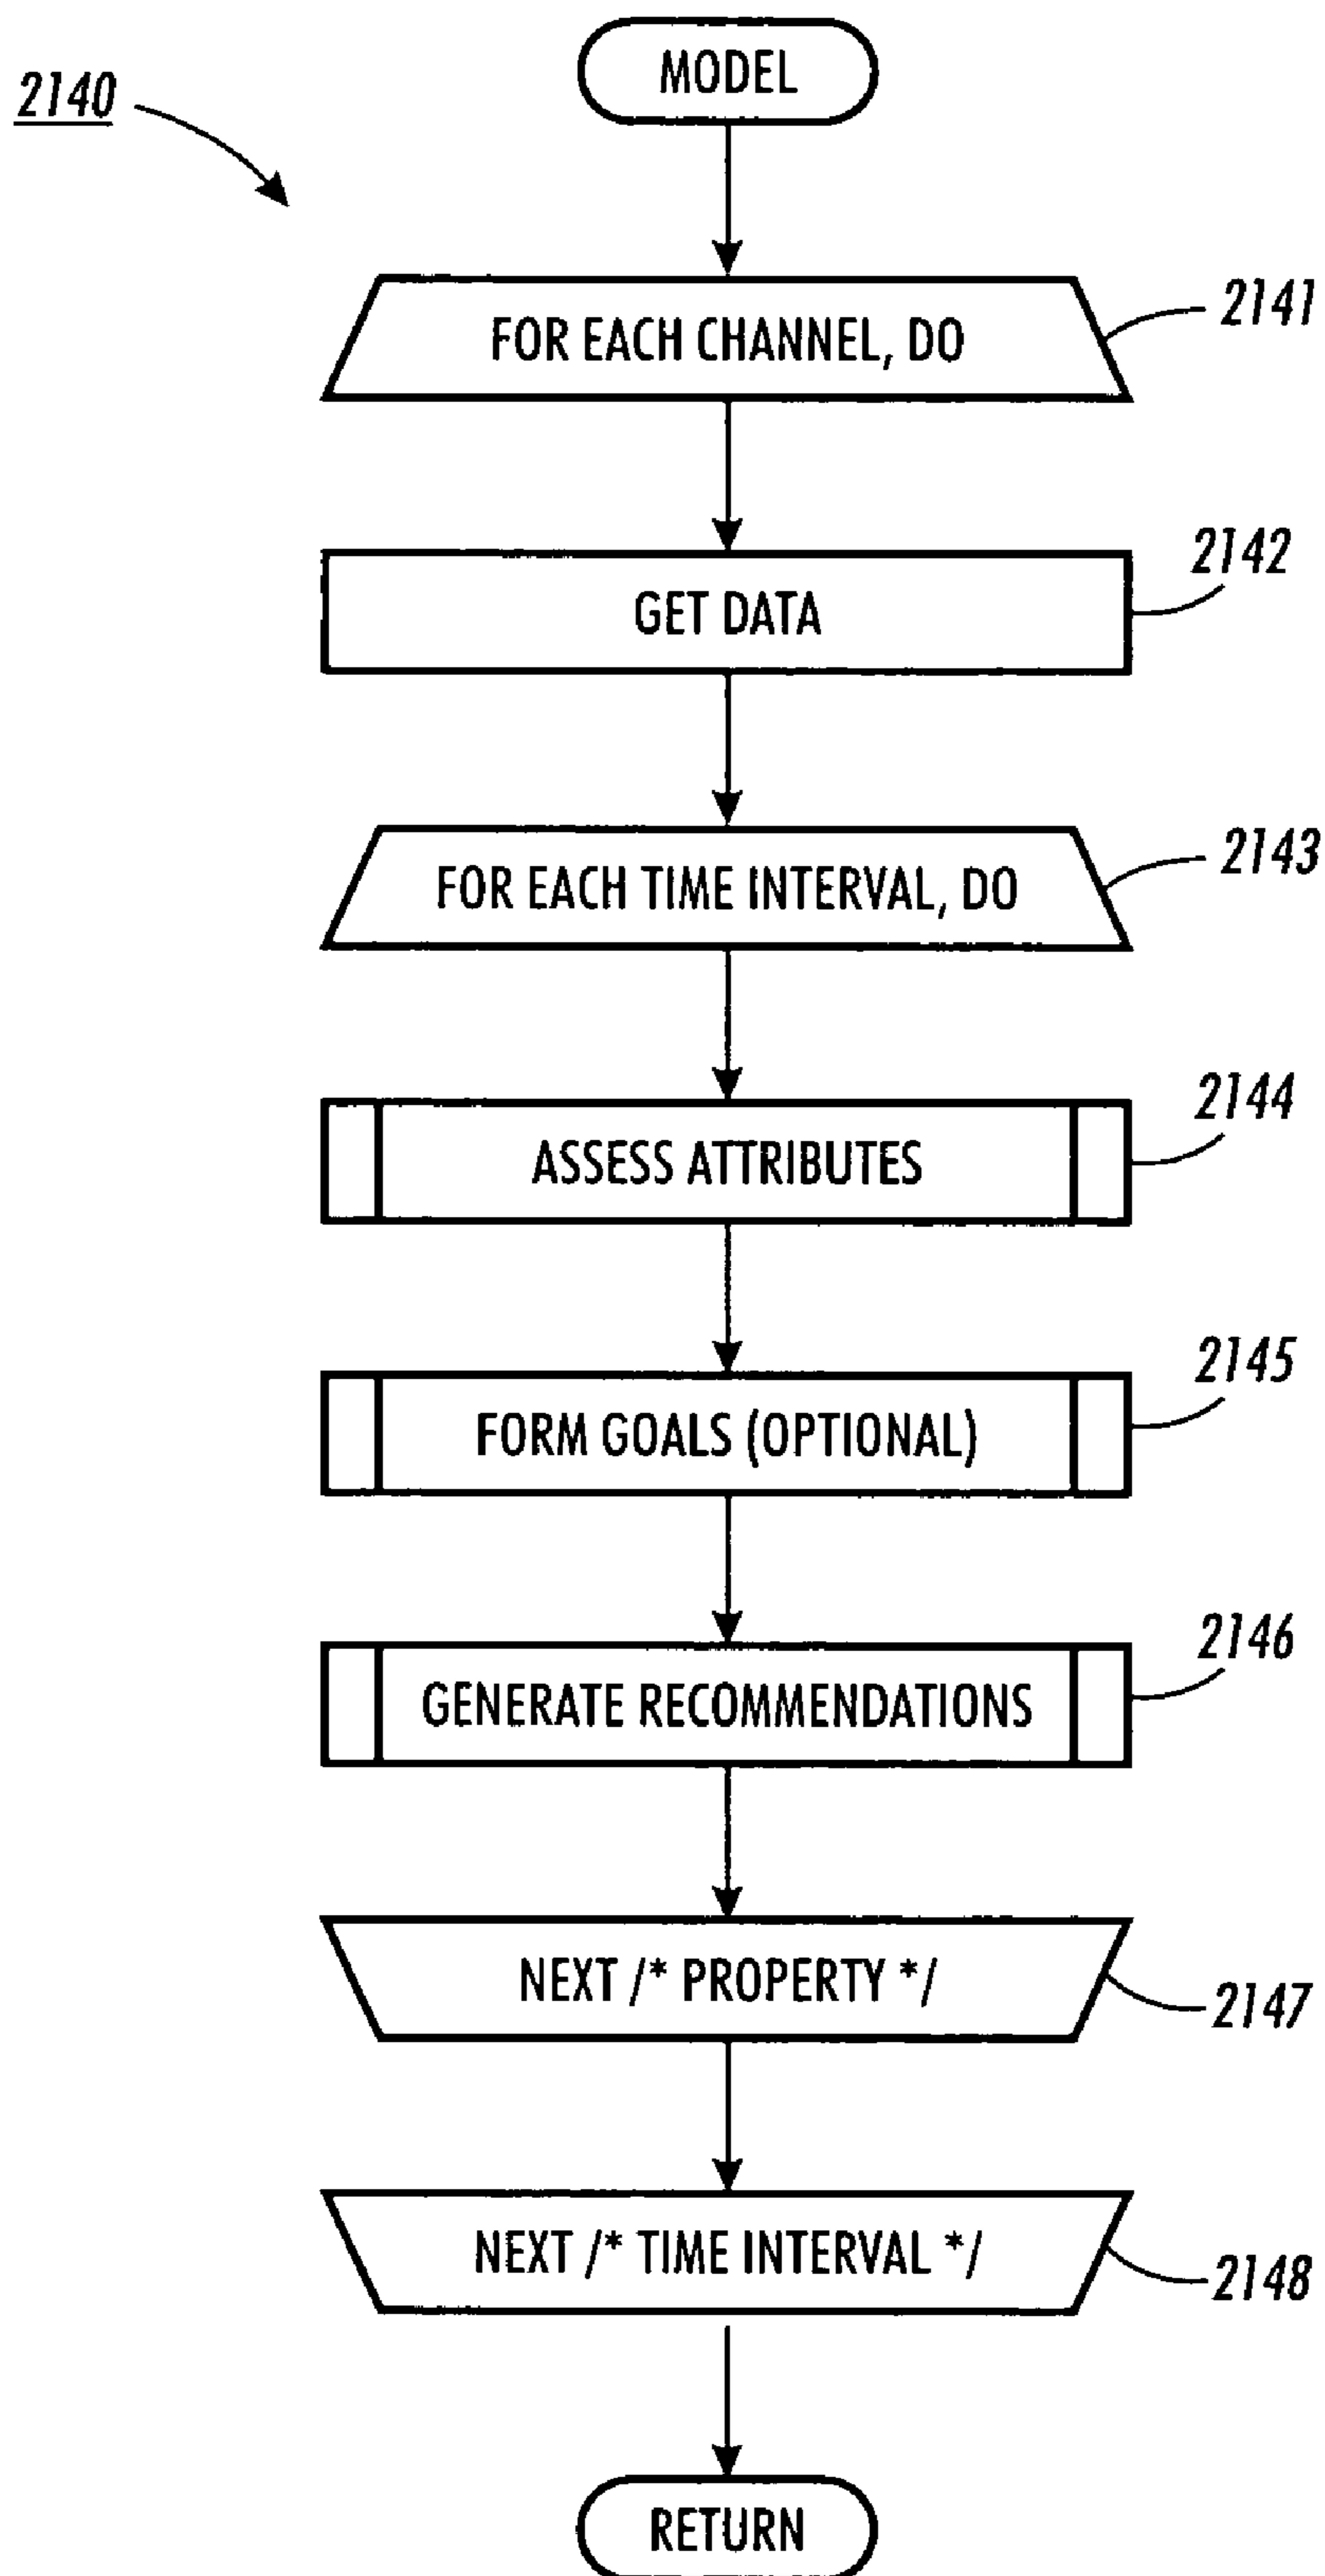 MODEL
2140
FOR EACH CHANNEL, DO
2141
GET DATA
2142
FOR EACH TIME INTERVAL, DO
2143
ASSESS ATTRIBUTES
2144
FORM GOALS (OPTIONAL)
2145
GENERATE RECOMMENDATIONS
2146
NEXT /* PROPERTY */
2147
NEXT /* TIME INTERVAL */
2148
RETURN